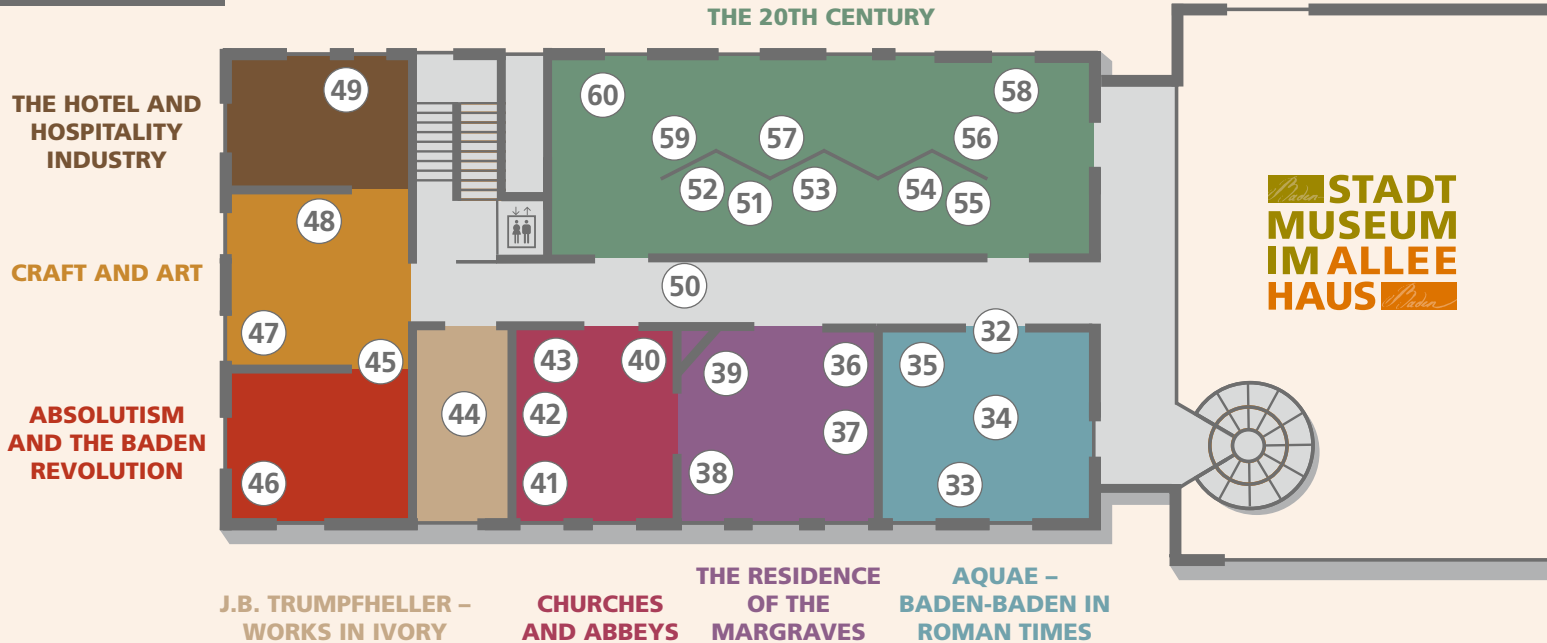 THE 20TH CENTURY
THE HOTEL AND
HOSPITALITY
INDUSTRY
CRAFT AND ART
ABSOLUTISM
AND THE BADEN
REVOLUTION
49
48
47
45
46
60
58
59
57
56
52
51
53
54
55
50
32
44
43
40
42
41
39
36
37
38
35
34
33
Baden STADT
MUSEUM
IM ALLEE
HAUS Baden
J.B. TRUMPFHELLER –
WORKS IN IVORY
CHURCHES
AND ABBEYS
THE RESIDENCE
OF THE
MARGRAVES
AQUAE –
BADEN-BADEN IN
ROMAN TIMES